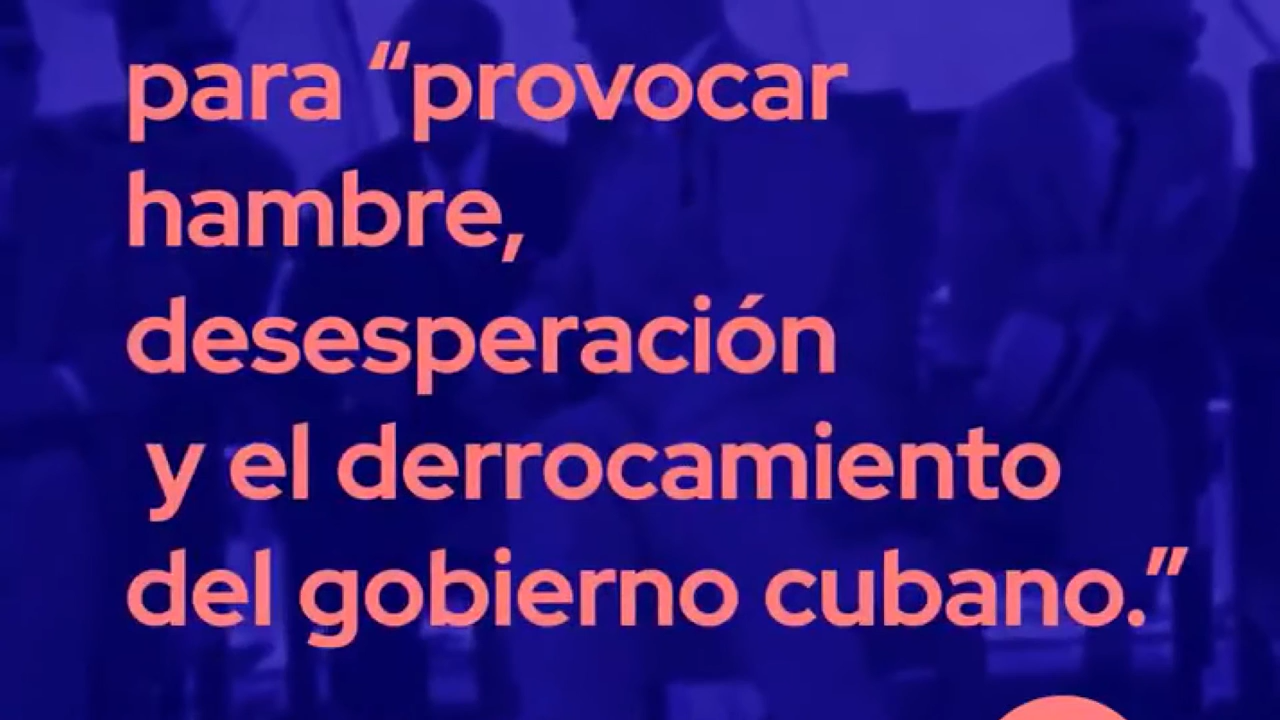 para “provocar
hambre,
desesperación
y el derrocamiento
del gobierno cubano.”